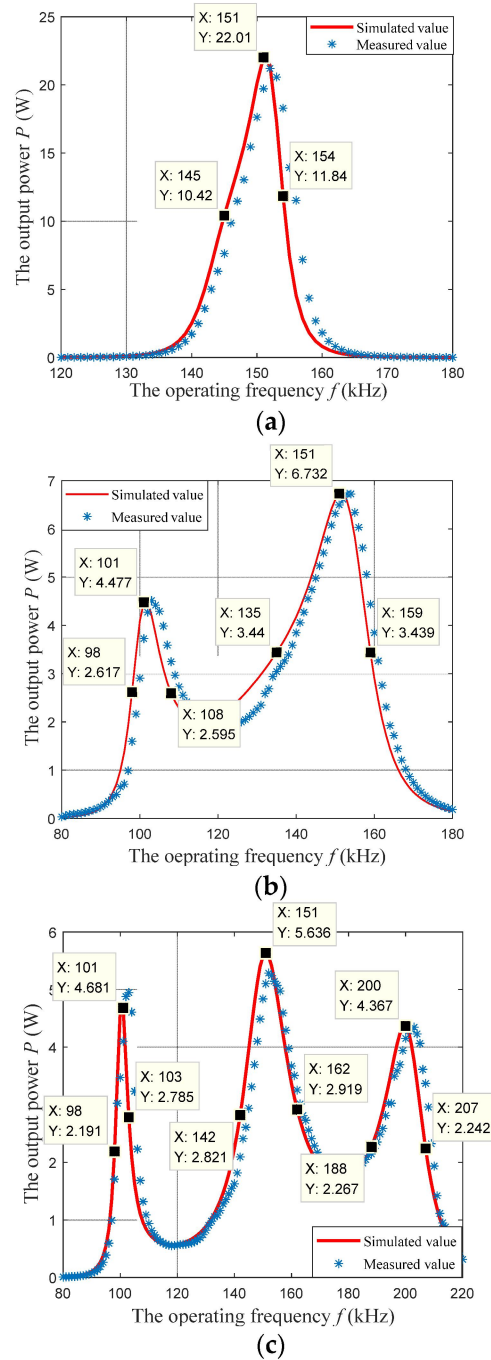 25
20
15
10
5
0
The output power P (W)
X: 151
Y: 22.01
Simulated value
Measured value
X: 145
Y: 10.42
X: 154
Y: 11.84
120 130 140 150 160 170 180
The operating frequency f (kHz)
(a)
7
6
5
4
3
2
1
0
The output power P (W)
X: 151
Y: 6.732
Simulated value
Measured value
X: 101
Y: 4.477
X: 135
Y: 3.44
X: 159
Y: 3.439
X: 98
Y: 2.617
X: 108
Y: 2.595
80 100 120 140 160 180
The oeprating frequency f (kHz)
(b)
6
5
4
3
2
1
0
The output power P (W)
X: 151
Y: 5.636
X: 101
Y: 4.681
X: 200
Y: 4.367
X: 103
Y: 2.785
X: 162
Y: 2.919
X: 98
Y: 2.191
X: 142
Y: 2.821
X: 207
Y: 2.242
X: 188
Y: 2.267
Simulated value
Measured value
80 100 120 140 160 180 200 220
The operating frequency f (kHz)
(c)